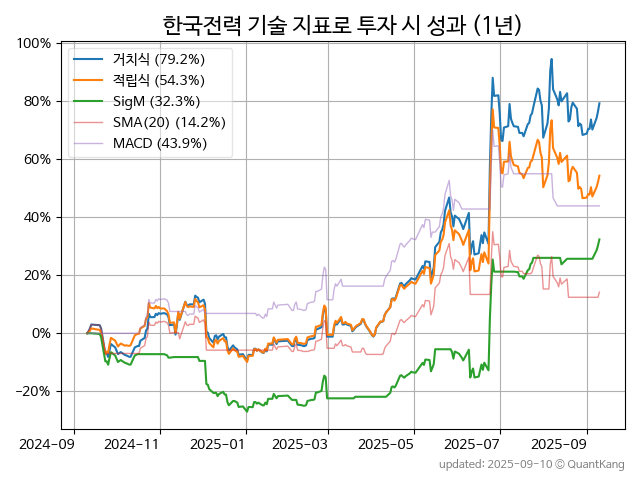 한국전력 기술 지표로 투자 시 성과 (1년)
100%
80%
60%
40%
20%
0%
−20%
거치식 (79.2%)
적립식 (54.3%)
SigM (32.3%)
SMA(20) (14.2%)
MACD (43.9%)
2024-09
2024-11
2025-01
2025-03
2025-05
2025-07
2025-09
updated: 2025-09-10 © QuantKang